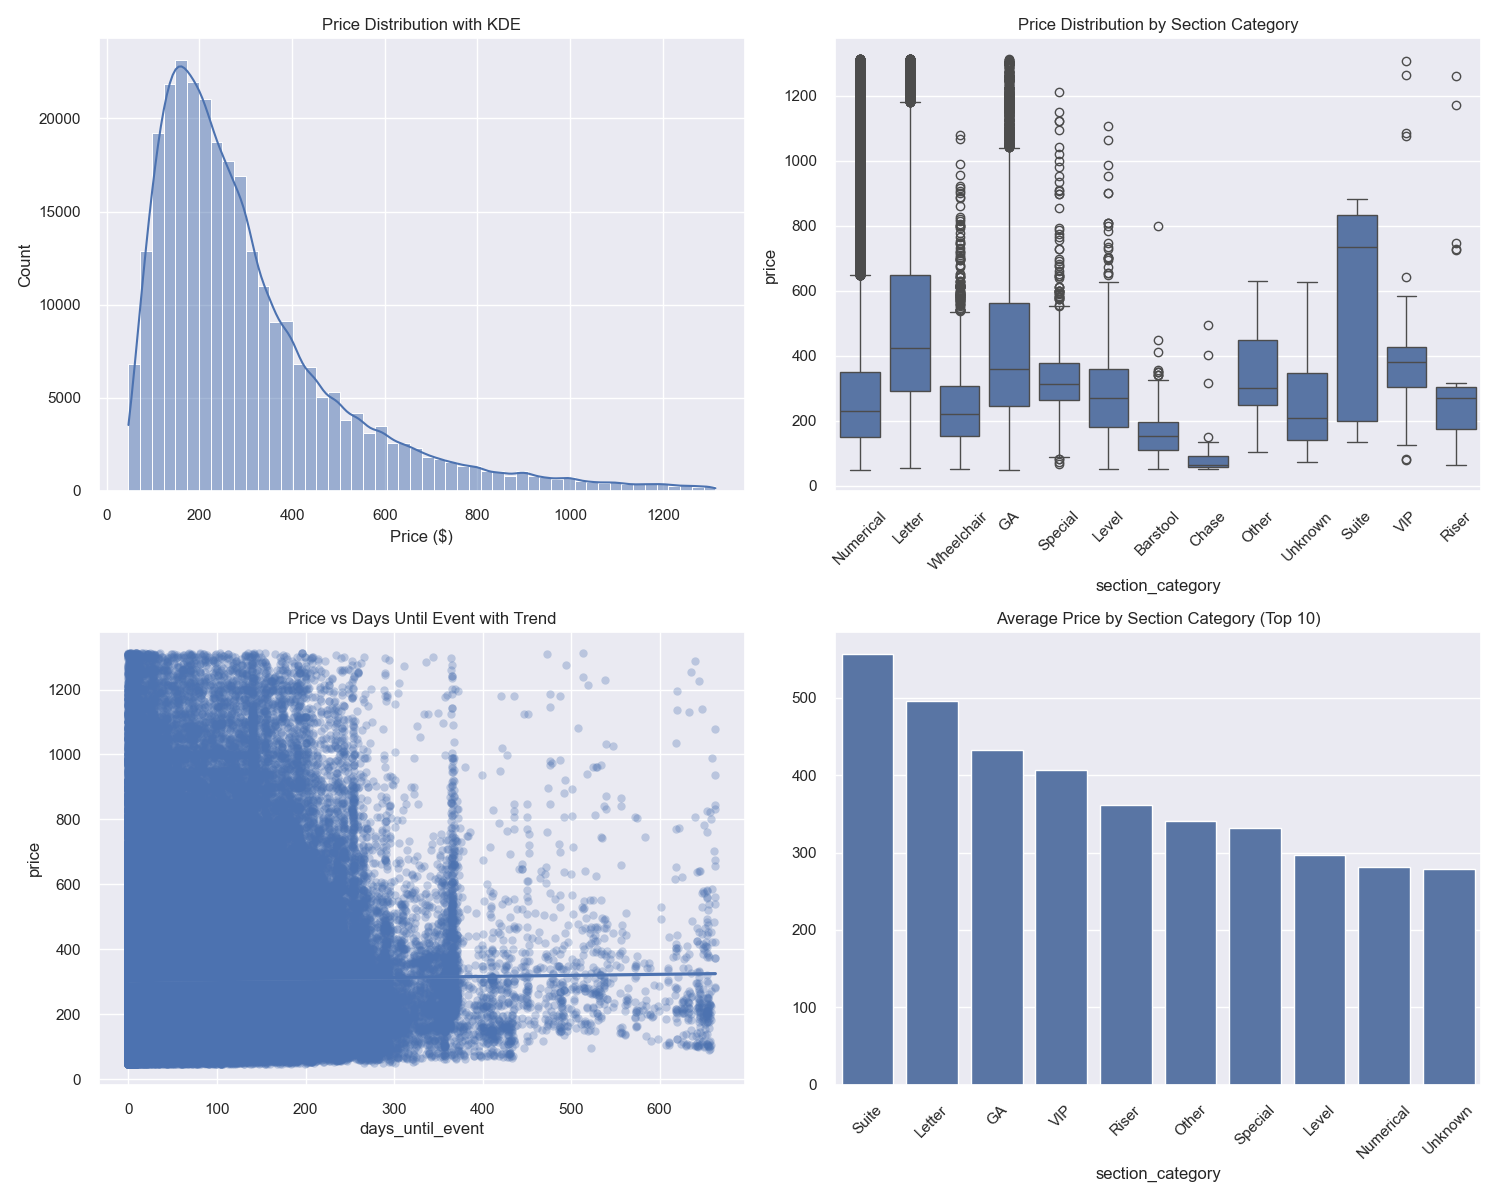 Price Distribution with KDE
Count
20000
15000
10000
5000
0
0 200 400 600 800 1000 1200
Price ($)
Price Distribution by Section Category
price
1200
1000
800
600
400
200
0
Numerical Letter Wheelchair GA Special Level Barstool Chase Other Unknown Suite VIP Riser
section_category
Price vs Days Until Event with Trend
price
1200
1000
800
600
400
200
0
0 100 200 300 400 500 600
days_until_event
Average Price by Section Category (Top 10)
500
400
300
200
100
0
Suite Letter GA VIP Riser Other Special Level Numerical Unknown
section_category